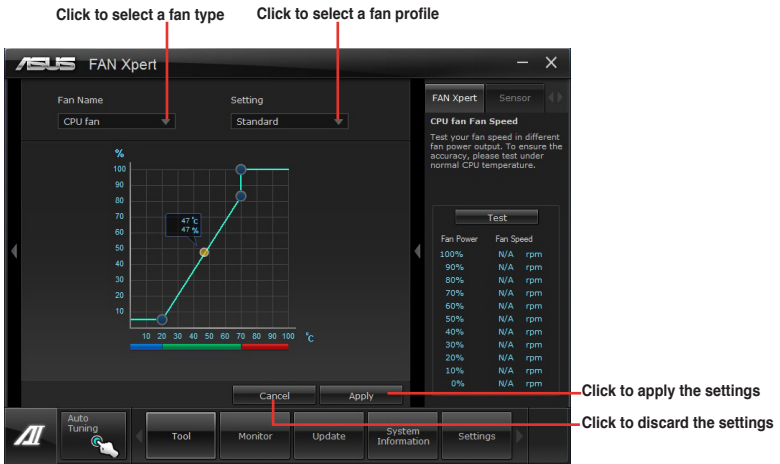 Click to select a fan type
Click to select a fan profile
ASUS FAN Xpert
Fan Name
Setting
CPU fan
Standard
%
100
90
80
70
60
50
40
30
20
10
47 °C
47 %
10 20 30 40 50 60 70 80 90 100 °C
Cancel
Apply
FAN Xpert
Sensor
CPU fan Fan Speed
Test your fan speed in different
fan power output. To ensure the
accuracy, please test under
normal CPU temperature.
Test
Fan Power Fan Speed
100% N/A rpm
90% N/A rpm
80% N/A rpm
70% N/A rpm
60% N/A rpm
50% N/A rpm
40% N/A rpm
30% N/A rpm
20% N/A rpm
10% N/A rpm
0% N/A rpm
Click to apply the settings
Click to discard the settings
AI
Auto
Tuning
Tool
Monitor
Update
System
Information
Settings